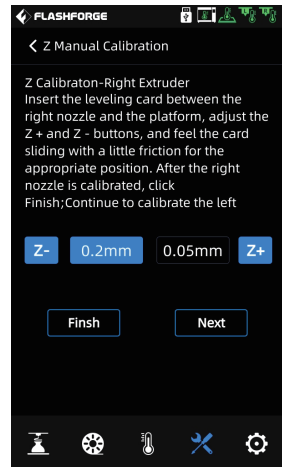 FLASHFORGE
Z Manual Calibration
Z Calibraton-Right Extruder
Insert the leveling card between the
right nozzle and the platform, adjust the
Z + and Z - buttons, and feel the card
sliding with a little friction for the
appropriate position. After the right
nozzle is calibrated, click
Finish;Continue to calibrate the left
Z- 0.2mm 0.05mm Z+
Finsh Next